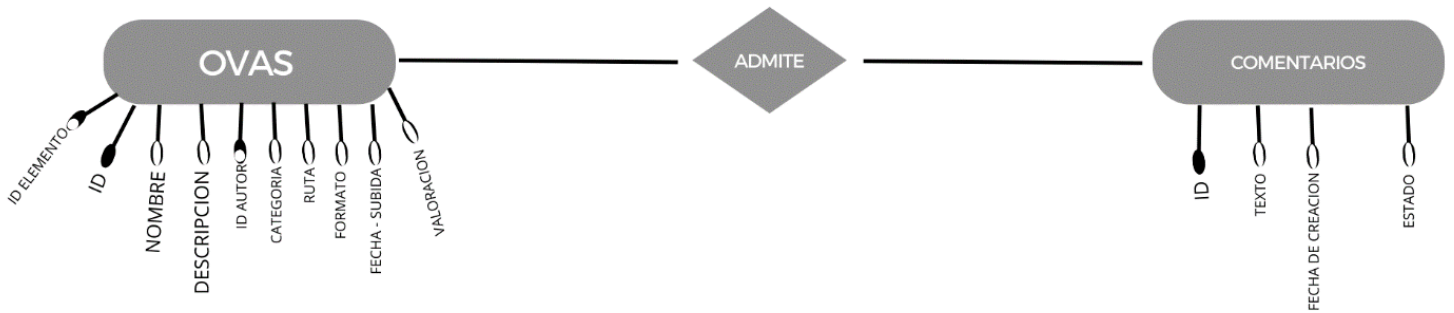 OVAS
ADMITE
COMENTARIOS
ID ELEMENTO
ID
NOMBRE
DESCRIPCION
ID AUTOR
CATEGORIA
RUTA
FORMATO
FECHA - SUBIDA
VALORACION
ID
TEXTO
FECHA DE CREACION
ESTADO